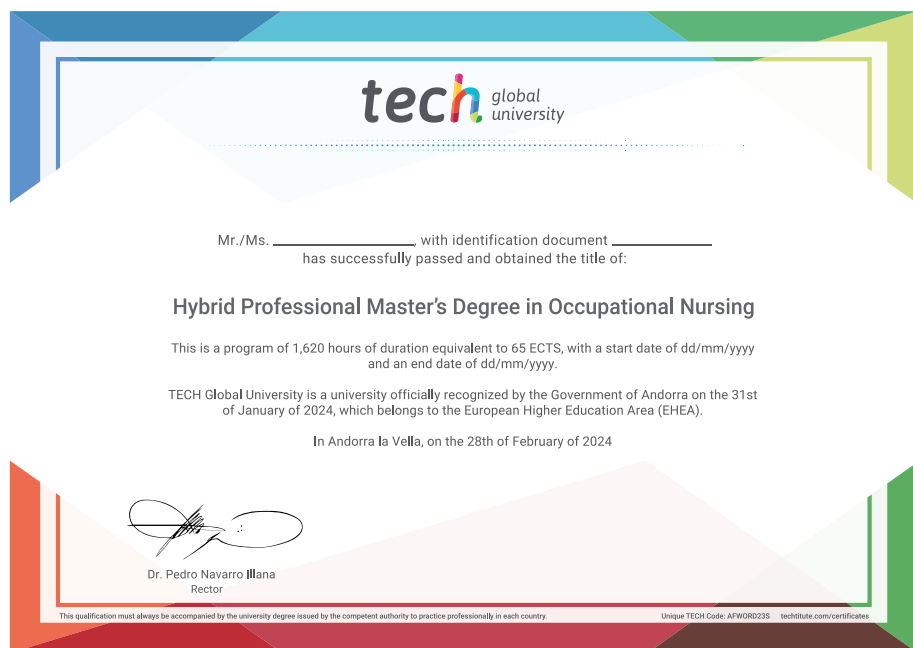 tech global
university
Mr./Ms. ____________________, with identification document ______________
has successfully passed and obtained the title of:
Hybrid Professional Master's Degree in Occupational Nursing
This is a program of 1,620 hours of duration equivalent to 65 ECTS, with a start date of dd/mm/yyyy
and an end date of dd/mm/yyyy.
TECH Global University is a university officially recognized by the Government of Andorra on the 31st
of January of 2024, which belongs to the European Higher Education Area (EHEA).
In Andorra la Vella, on the 28th of February of 2024
Dr. Pedro Navarro Illana
Rector
This qualification must always be accompanied by the university degree issued by the competent authority to practice professionally in each country. Unique TECH Code: AFWORD23S techtitute.com/certificates